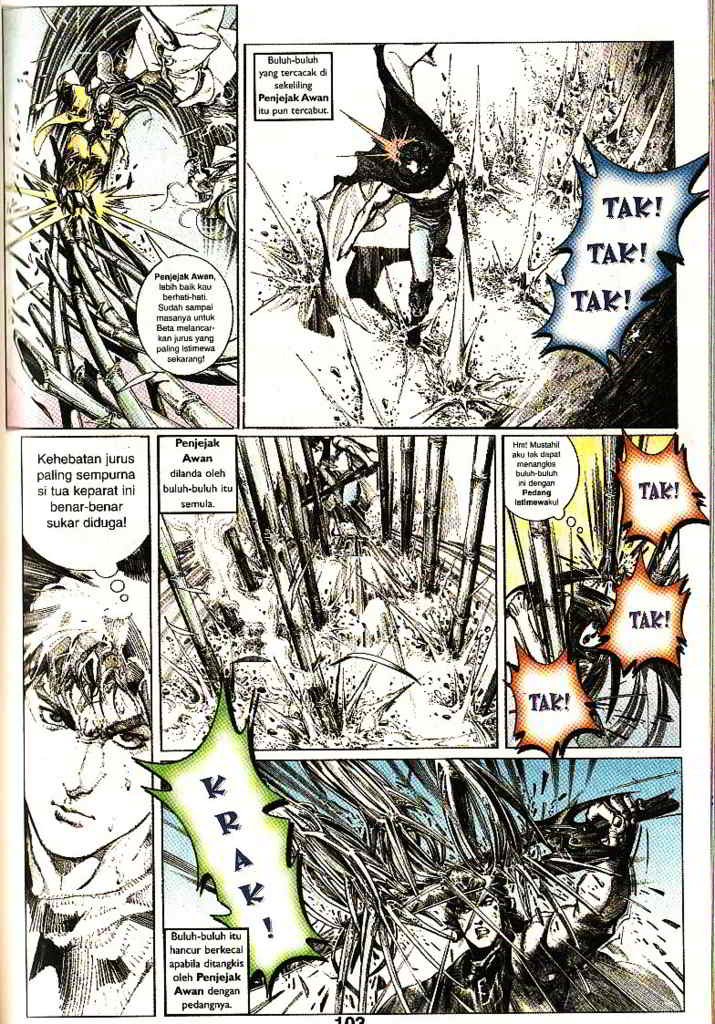 Penjejak Awan,
lebih baik kau
berhati-hati.
Sudah sampai
masanya untuk
Beta melancar-
kan jurus yang
paling istimewa
sekarang!
Buluh-buluh
yang tercacak di
sekeliling
Penjejak Awan
itu pun tercabut.
TAK!
TAK!
TAK!
Kehebatan jurus
paling sempurna
si tua keparat ini
benar-benar
sukar diduga!
Penjejak
Awan
dilanda oleh
buluh-buluh itu
semula.
Hm! Mustahil
aku tak dapat
menangkis
buluh-buluh
ini dengan
Pedang
Istimewaku!
TAK!
TAK!
TAK!
KRAK!
Buluh-buluh itu
hancur berkecai
apabila ditangkis
oleh Penjejak
Awan dengan
pedangnya.
103